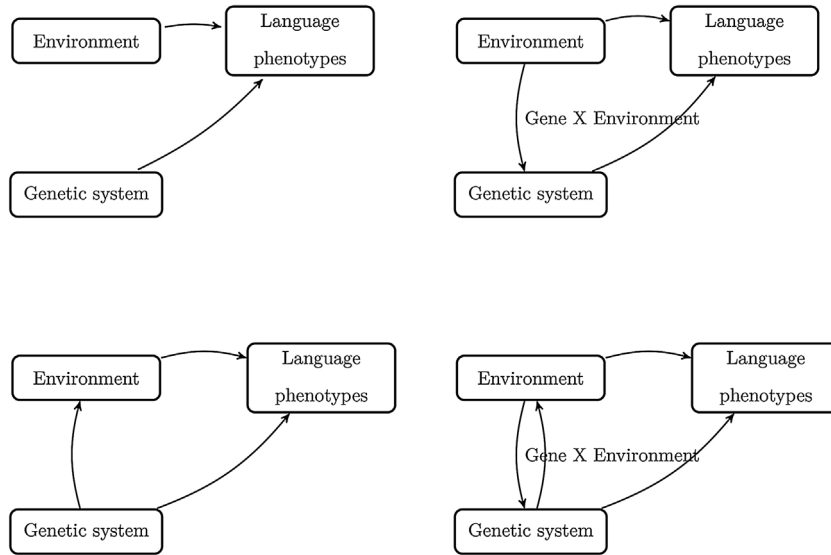 Environment
Language
phenotypes
Genetic system
Environment
Language
phenotypes
Gene X Environment
Genetic system
Environment
Language
phenotypes
Genetic system
Environment
Language
phenotypes
Gene X Environment
Genetic system